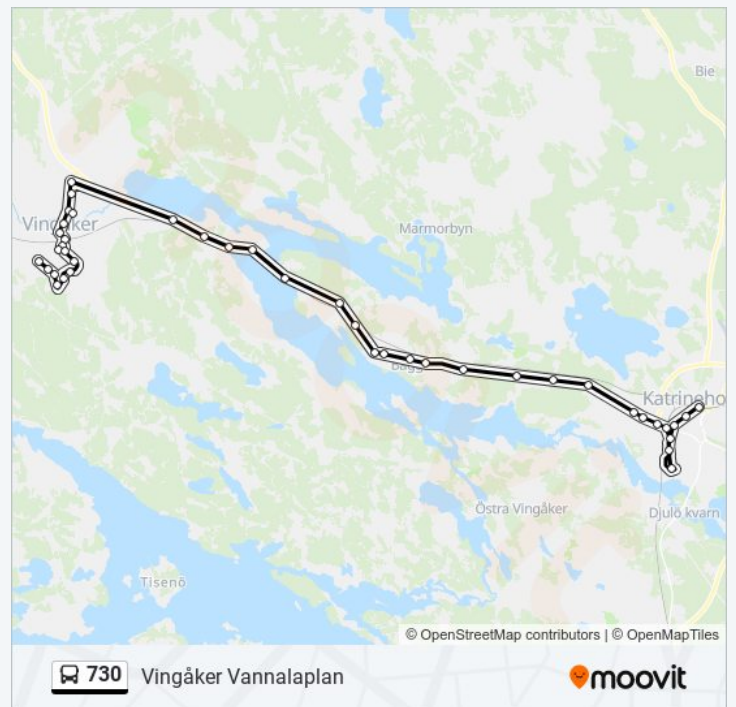 Bie
Vingåker
Marmorbyn
Katrineho
Östra Vingåker
Djulö kvarn
Tisenö
© OpenStreetMap contributors | © OpenMapTiles
730 Vingåker Vannalaplan
moovit